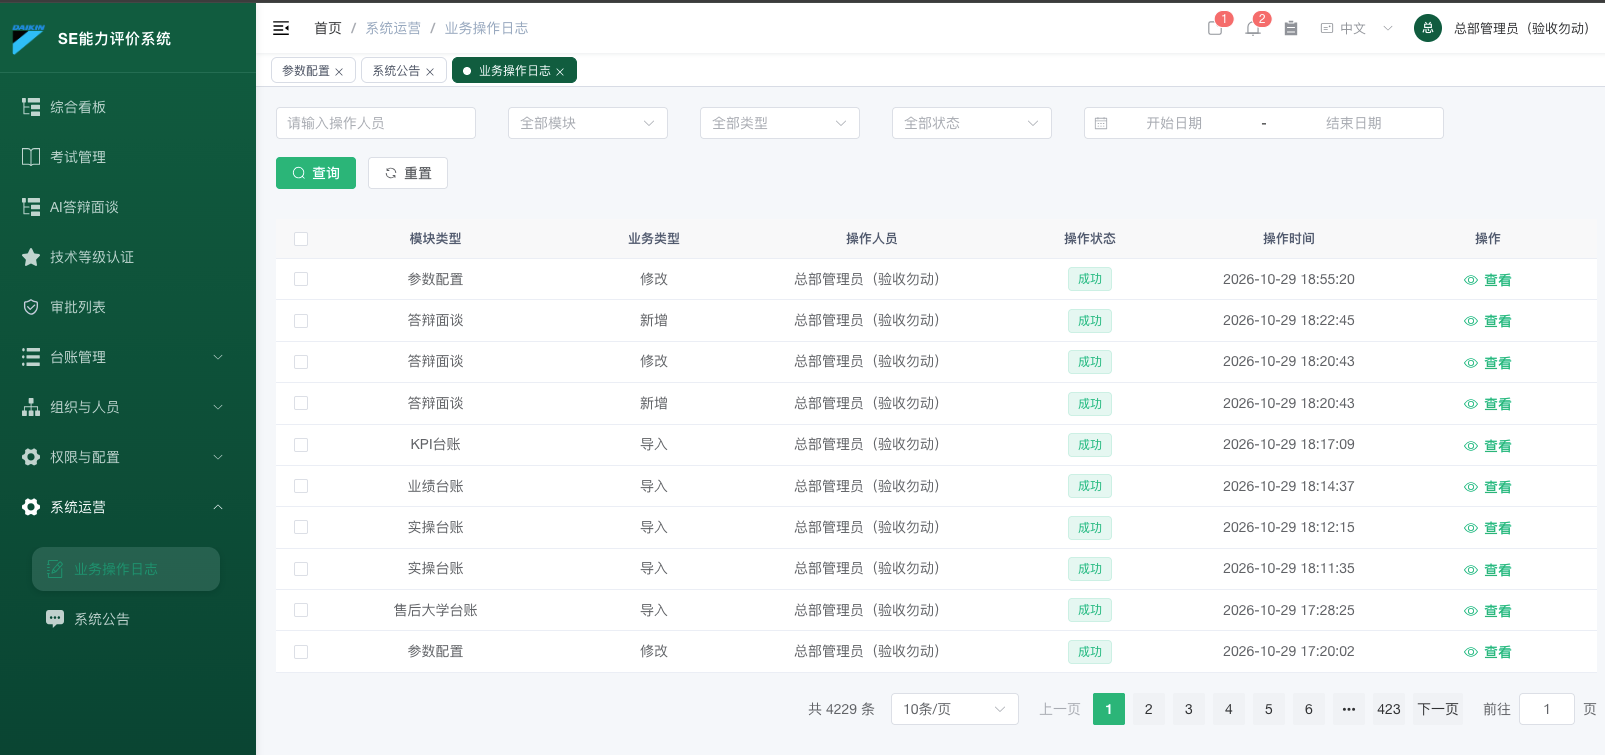 DAIKIN
SE能力评价系统
综合看板
考试管理
AI答辩面谈
技术等级认证
审批列表
台账管理
组织与人员
权限与配置
系统运营
业务操作日志
系统公告
首页 / 系统运营 / 业务操作日志
1
2
中文
总
总部管理员（验收勿动）
参数配置
系统公告
业务操作日志
请输入操作人员
全部模块
全部类型
全部状态
开始日期 - 结束日期
查询
重置
模块类型 业务类型 操作人员 操作状态 操作时间 操作
参数配置 修改 总部管理员（验收勿动） 成功 2026-10-29 18:55:20 查看
答辩面谈 新增 总部管理员（验收勿动） 成功 2026-10-29 18:22:45 查看
答辩面谈 修改 总部管理员（验收勿动） 成功 2026-10-29 18:20:43 查看
答辩面谈 新增 总部管理员（验收勿动） 成功 2026-10-29 18:20:43 查看
KPI台账 导入 总部管理员（验收勿动） 成功 2026-10-29 18:17:09 查看
业绩台账 导入 总部管理员（验收勿动） 成功 2026-10-29 18:14:37 查看
实操台账 导入 总部管理员（验收勿动） 成功 2026-10-29 18:12:15 查看
实操台账 导入 总部管理员（验收勿动） 成功 2026-10-29 18:11:35 查看
售后大学台账 导入 总部管理员（验收勿动） 成功 2026-10-29 17:28:25 查看
参数配置 修改 总部管理员（验收勿动） 成功 2026-10-29 17:20:02 查看
共 4229 条 10条/页 上一页 1 2 3 4 5 6 ••• 423 下一页 前往 1 页